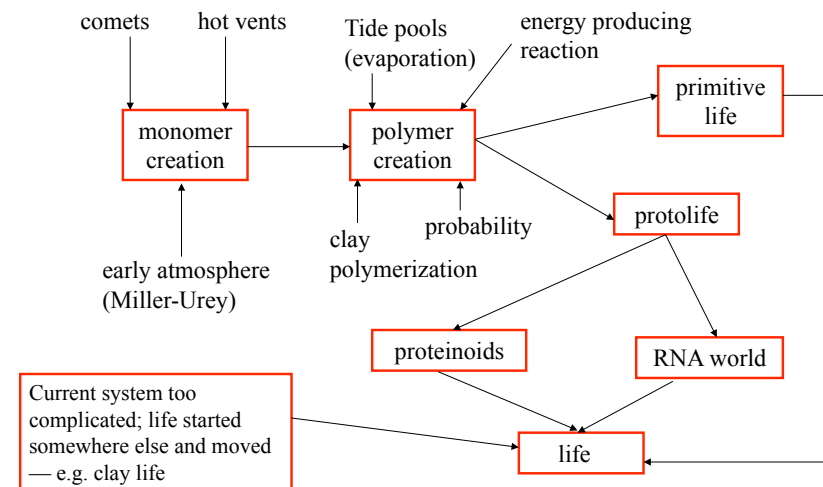 comets
hot vents
Tide pools
(evaporation)
energy producing
reaction
monomer
creation
polymer
creation
primitive
life
early atmosphere
(Miller-Urey)
clay
polymerization
probability
protolife
proteinoids
RNA world
Current system too
complicated; life started
somewhere else and moved
— e.g. clay life
life